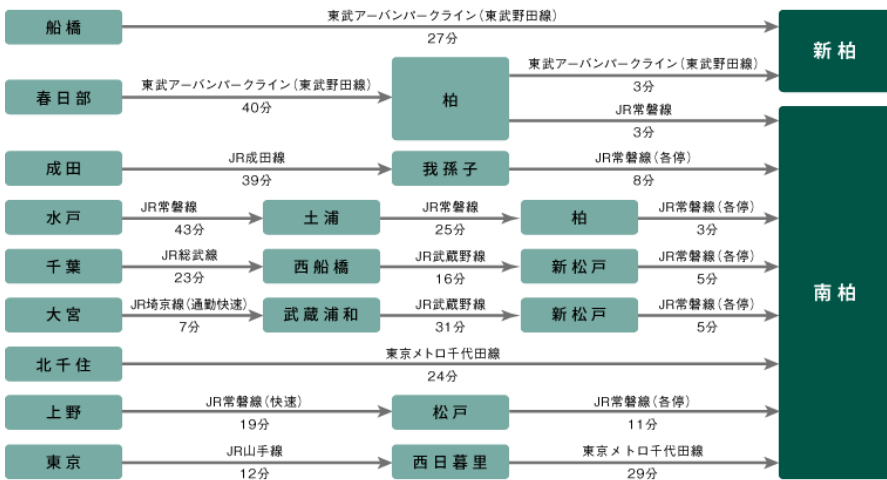 船橋
東武アーバンパークライン(東武野田線)
27分
新柏
春日部
東武アーバンパークライン(東武野田線)
40分
柏
東武アーバンパークライン(東武野田線)
3分
JR常磐線
3分
成田
JR成田線
39分
我孫子
JR常磐線(各停)
8分
水戸
JR常磐線
43分
土浦
JR常磐線
25分
柏
JR常磐線(各停)
3分
千葉
JR総武線
23分
西船橋
JR武蔵野線
16分
新松戸
JR常磐線(各停)
5分
南柏
大宮
JR埼京線(通勤快速)
7分
武蔵浦和
JR武蔵野線
31分
新松戸
JR常磐線(各停)
5分
北千住
東京メトロ千代田線
24分
上野
JR常磐線(快速)
19分
松戸
JR常磐線(各停)
11分
東京
JR山手線
12分
西日暮里
東京メトロ千代田線
29分